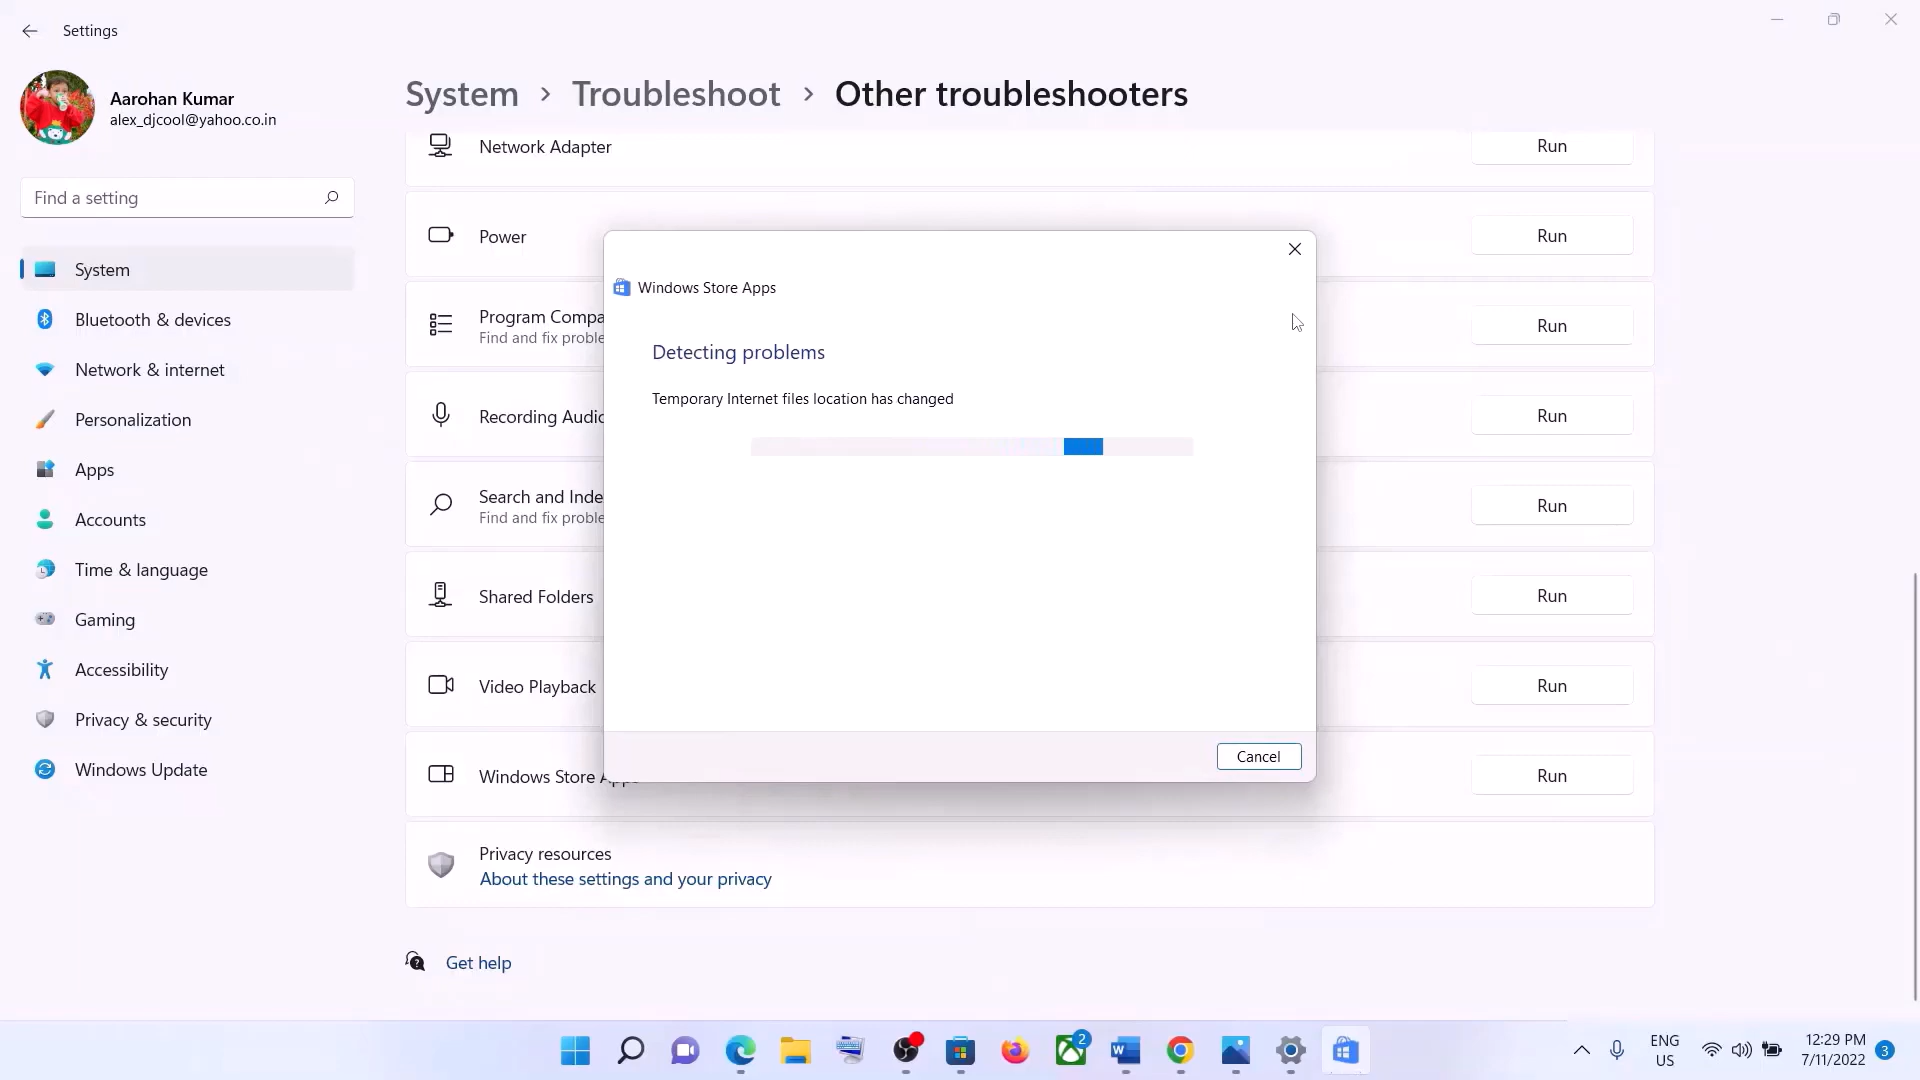 Settings
Aarohan Kumar
alex_djcool@yahoo.co.in
Find a setting
System
Bluetooth & devices
Network & internet
Personalization
Apps
Accounts
Time & language
Gaming
Accessibility
Privacy & security
Windows Update
System > Troubleshoot > Other troubleshooters
Network Adapter
Run
Power
Run
Program Compa
Find and fix proble
Run
Recording Audio
Run
Search and Inde
Find and fix proble
Run
Shared Folders
Run
Video Playback
Run
Windows Store Apps
Run
Privacy resources
About these settings and your privacy
Get help
Windows Store Apps
Detecting problems
Temporary Internet files location has changed
Cancel
2
ENG
US
12:29 PM
7/11/2022
3